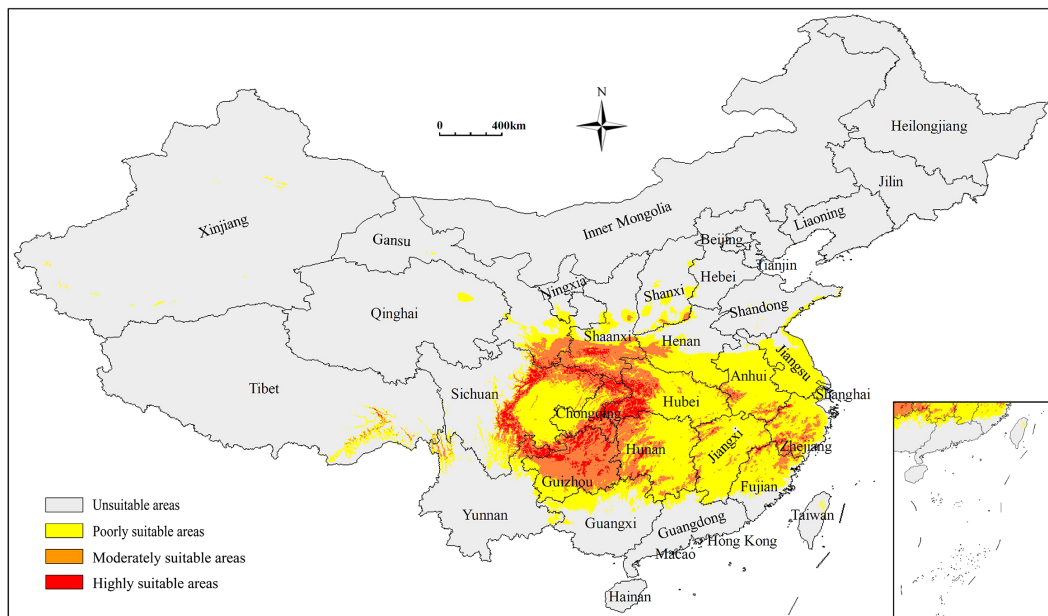 N
400km
Heilongjiang
Jilin
Liaoning
Inner Mongolia
Xinjiang
Gansu
Beijing
Tianjin
Hebei
Ningxia
Shanxi
Shandong
Qinghai
Shaanxi
Henan
Jiangsu
Anhui
Tibet
Sichuan
Chongqing
Hubei
Shanghai
Hunan
Jiangxi
Zhejiang
Guizhou
Fujian
Yunnan
Guangxi
Guangdong
Taiwan
Hong Kong
Macao
Hainan
Unsuitable areas
Poorly suitable areas
Moderately suitable areas
Highly suitable areas